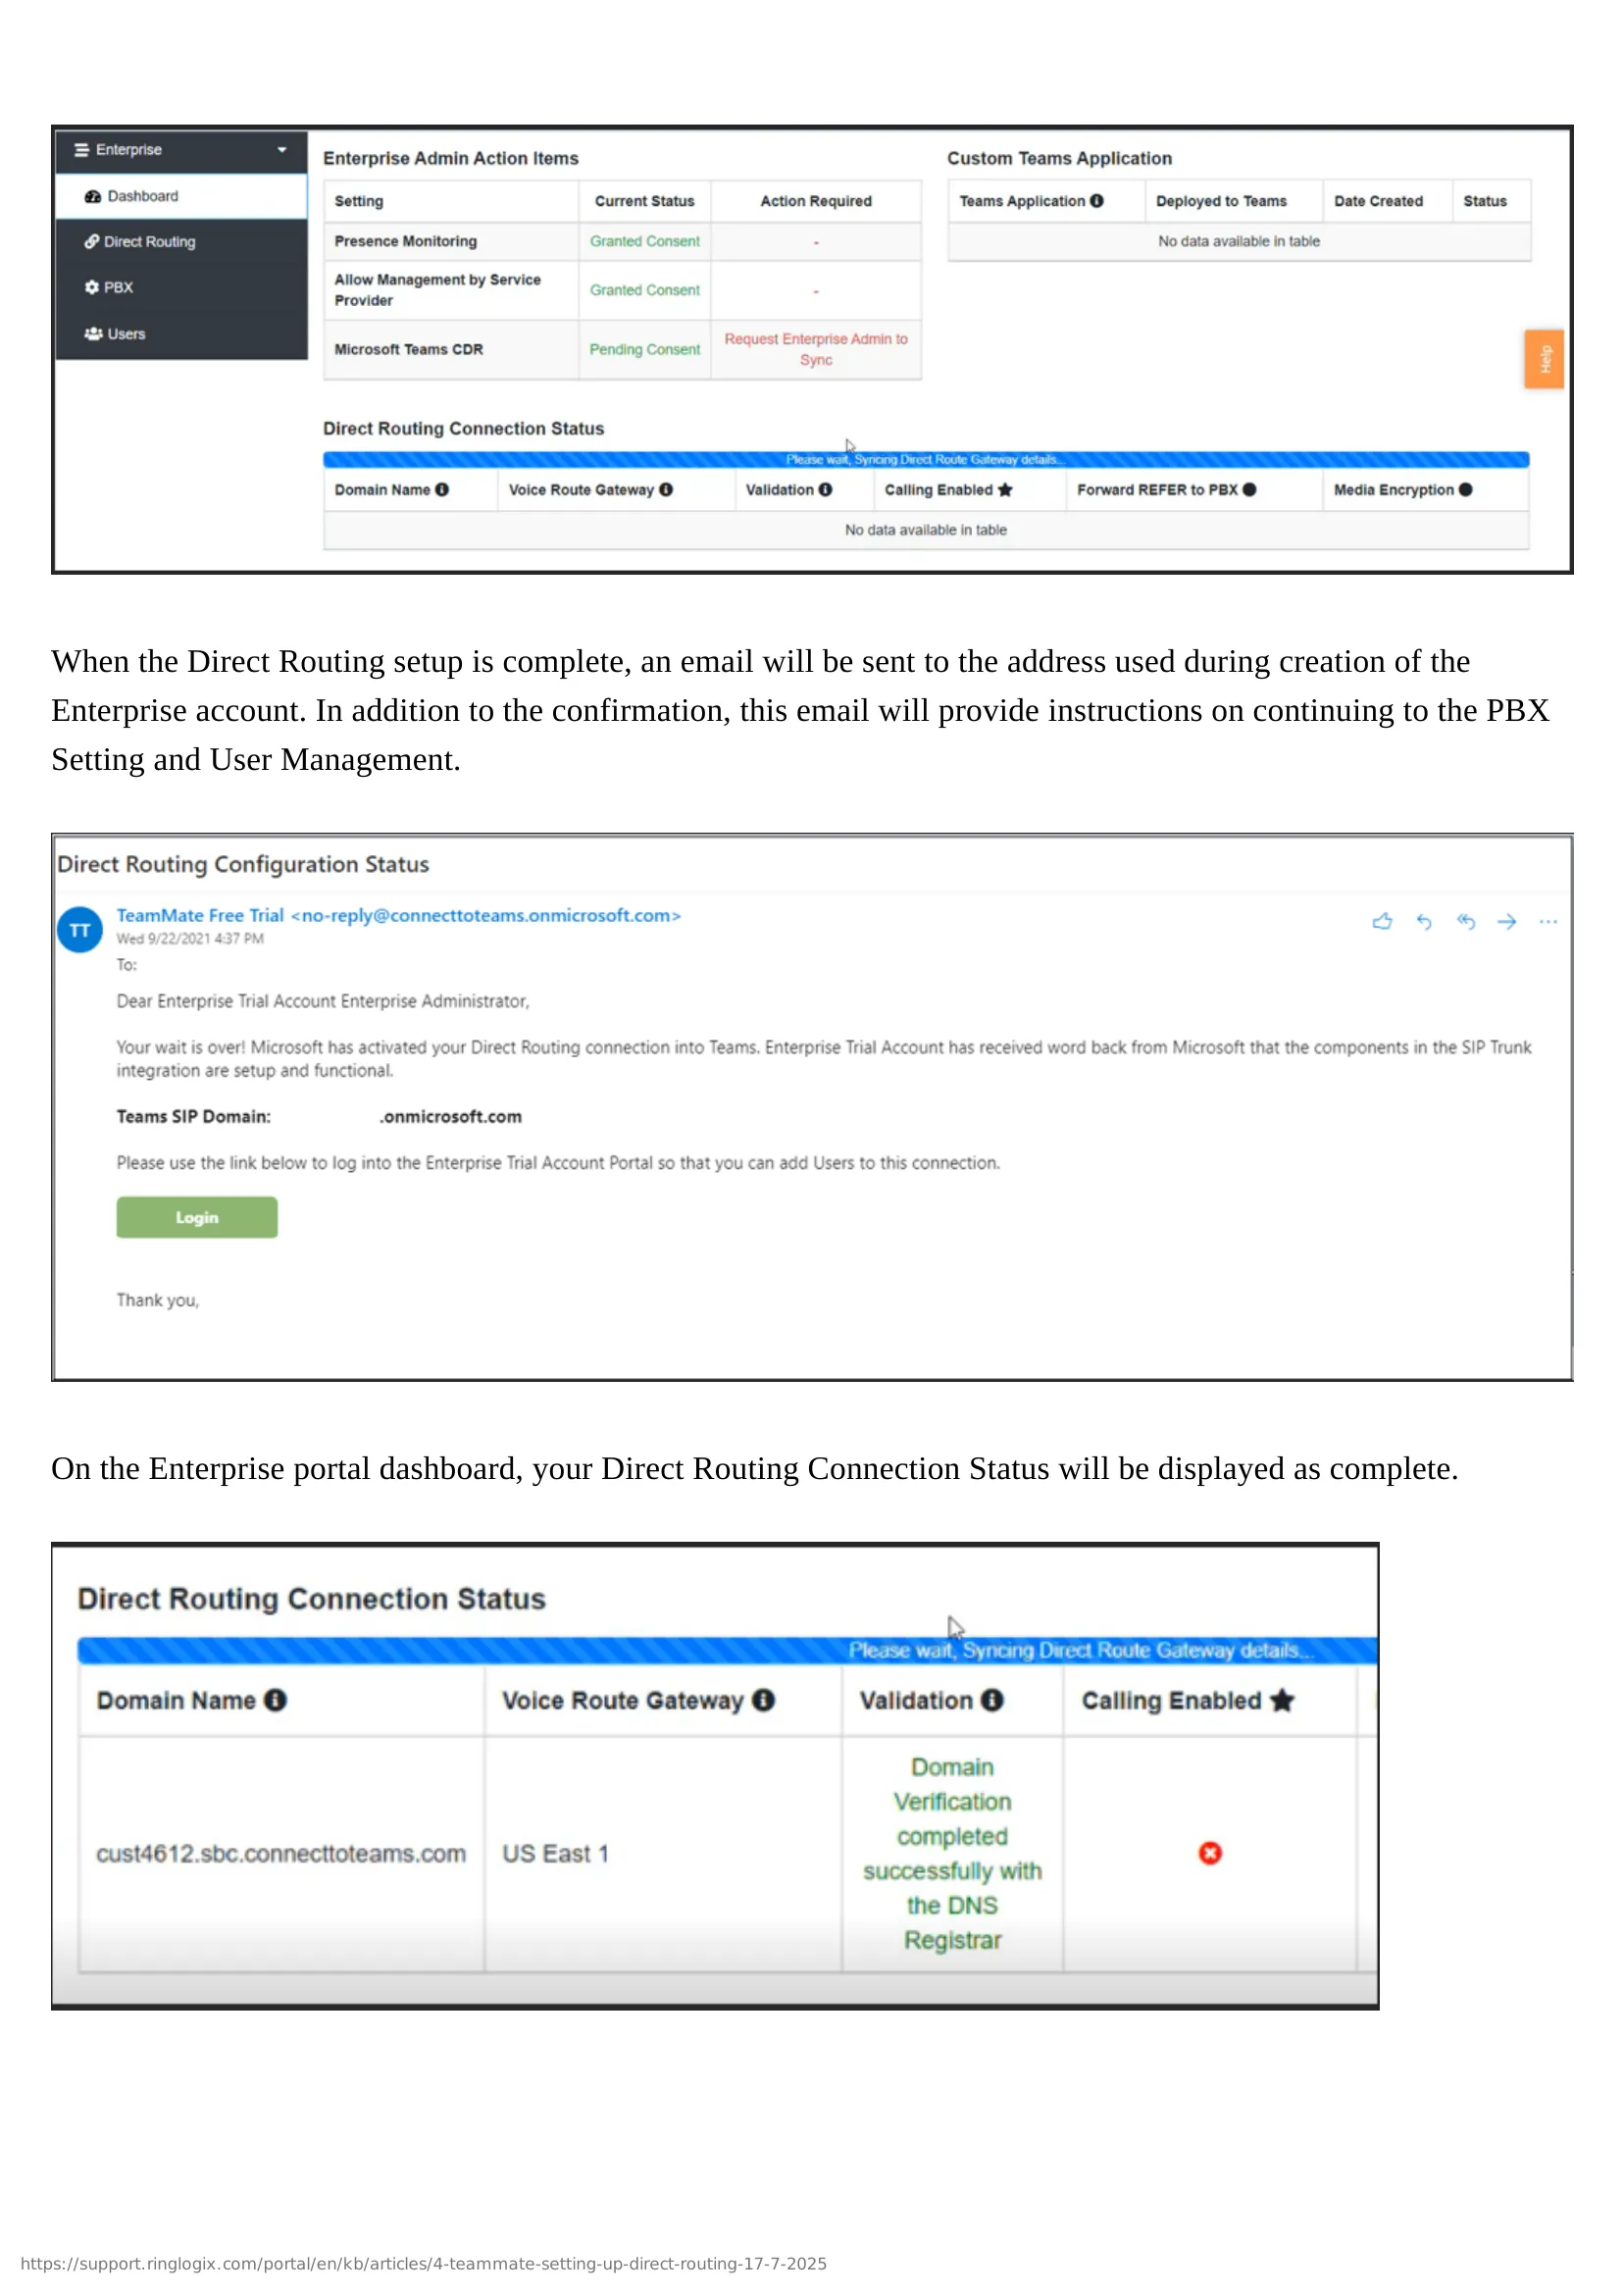 Enterprise
Dashboard
Direct Routing
PBX
Users
Enterprise Admin Action Items
Setting Current Status Action Required
Presence Monitoring Granted Consent -
Allow Management by Service
Provider Granted Consent -
Microsoft Teams CDR Pending Consent Request Enterprise Admin to
Sync
Custom Teams Application
Teams Application Deployed to Teams Date Created Status
No data available in table
Help
Direct Routing Connection Status
Please wait, Syncing Direct Route Gateway details...
Domain Name Voice Route Gateway Validation Calling Enabled Forward REFER to PBX Media Encryption
No data available in table
When the Direct Routing setup is complete, an email will be sent to the address used during creation of the
Enterprise account. In addition to the confirmation, this email will provide instructions on continuing to the PBX
Setting and User Management.
Direct Routing Configuration Status
TT
TeamMate Free Trial <no-reply@connecttoteams.onmicrosoft.com>
Wed 9/22/2021 4:37 PM
To:
Dear Enterprise Trial Account Enterprise Administrator,
Your wait is over! Microsoft has activated your Direct Routing connection into Teams. Enterprise Trial Account has received word back from Microsoft that the components in the SIP Trunk
integration are setup and functional.
Teams SIP Domain: .onmicrosoft.com
Please use the link below to log into the Enterprise Trial Account Portal so that you can add Users to this connection.
Login
Thank you,
On the Enterprise portal dashboard, your Direct Routing Connection Status will be displayed as complete.
Direct Routing Connection Status
Please wait, Syncing Direct Route Gateway details...
Domain Name Voice Route Gateway Validation Calling Enabled
cust4612.sbc.connecttoteams.com US East 1 Domain
Verification
completed
successfully with
the DNS
Registrar
https://support.ringlogix.com/portal/en/kb/articles/4-teammate-setting-up-direct-routing-17-7-2025